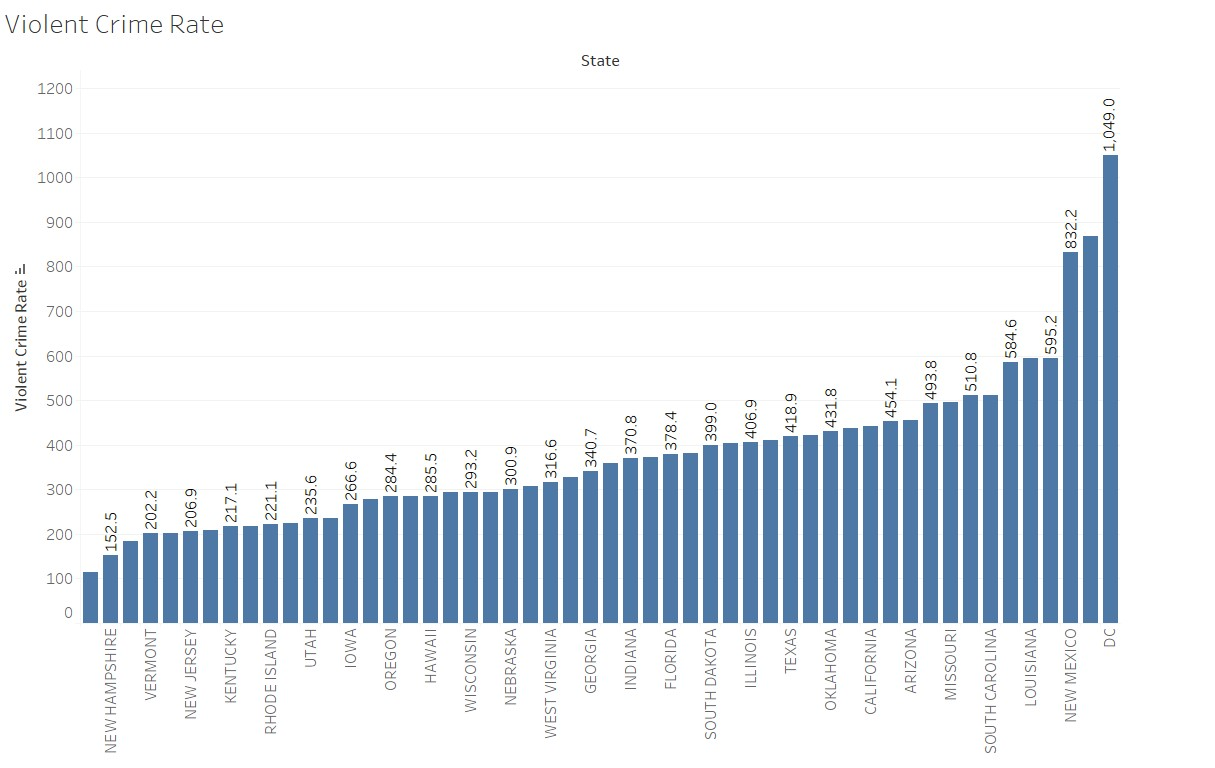 Violent Crime Rate
State
Violent Crime Rate
1200
1100
1000
900
800
700
600
500
400
300
200
100
0
152.5
202.2
206.9
217.1
221.1
235.6
266.6
284.4
285.5
293.2
300.9
316.6
340.7
370.8
378.4
399.0
406.9
418.9
431.8
454.1
493.8
510.8
584.6
595.2
832.2
1,049.0
NEW HAMPSHIRE
VERMONT
NEW JERSEY
KENTUCKY
RHODE ISLAND
UTAH
IOWA
OREGON
HAWAII
WISCONSIN
NEBRASKA
WEST VIRGINIA
GEORGIA
INDIANA
FLORIDA
SOUTH DAKOTA
ILLINOIS
TEXAS
OKLAHOMA
CALIFORNIA
ARIZONA
MISSOURI
SOUTH CAROLINA
LOUISIANA
NEW MEXICO
DC